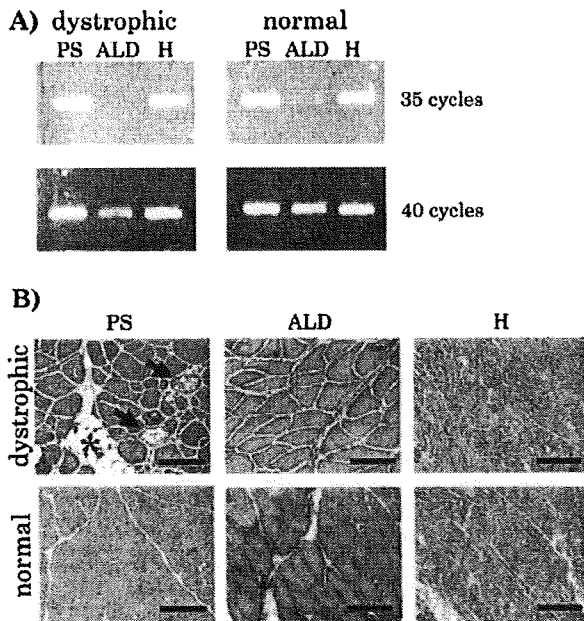 A) dystrophic normal
PS ALD H PS ALD H
35 cycles
40 cycles
B)
PS ALD H
dystrophic
*
normal